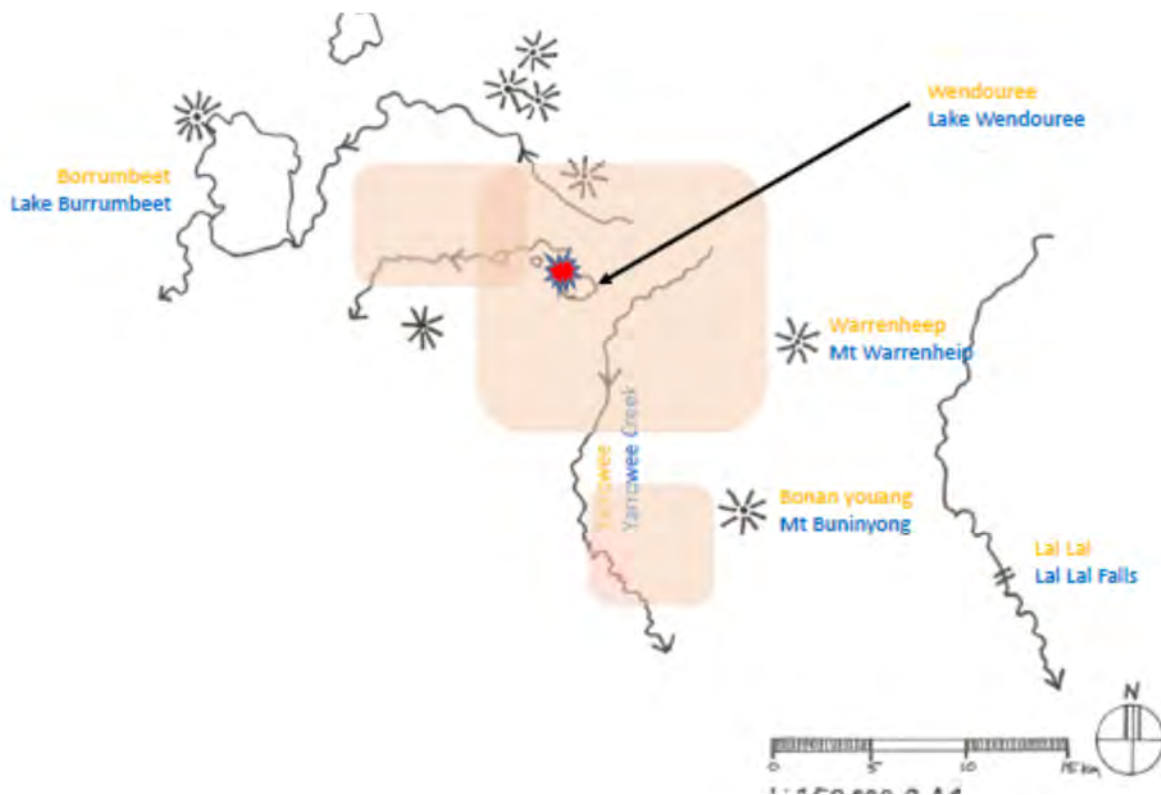 Wendouree
Lake Wendouree
Borrumbeet
Lake Burrumbeet
Warrenheep
Mt Warrenheip
Yarrowee
Yarrowee Creek
Bonan youang
Mt Buninyong
Lal Lal
Lal Lal Falls
N
0 5 10 15 km